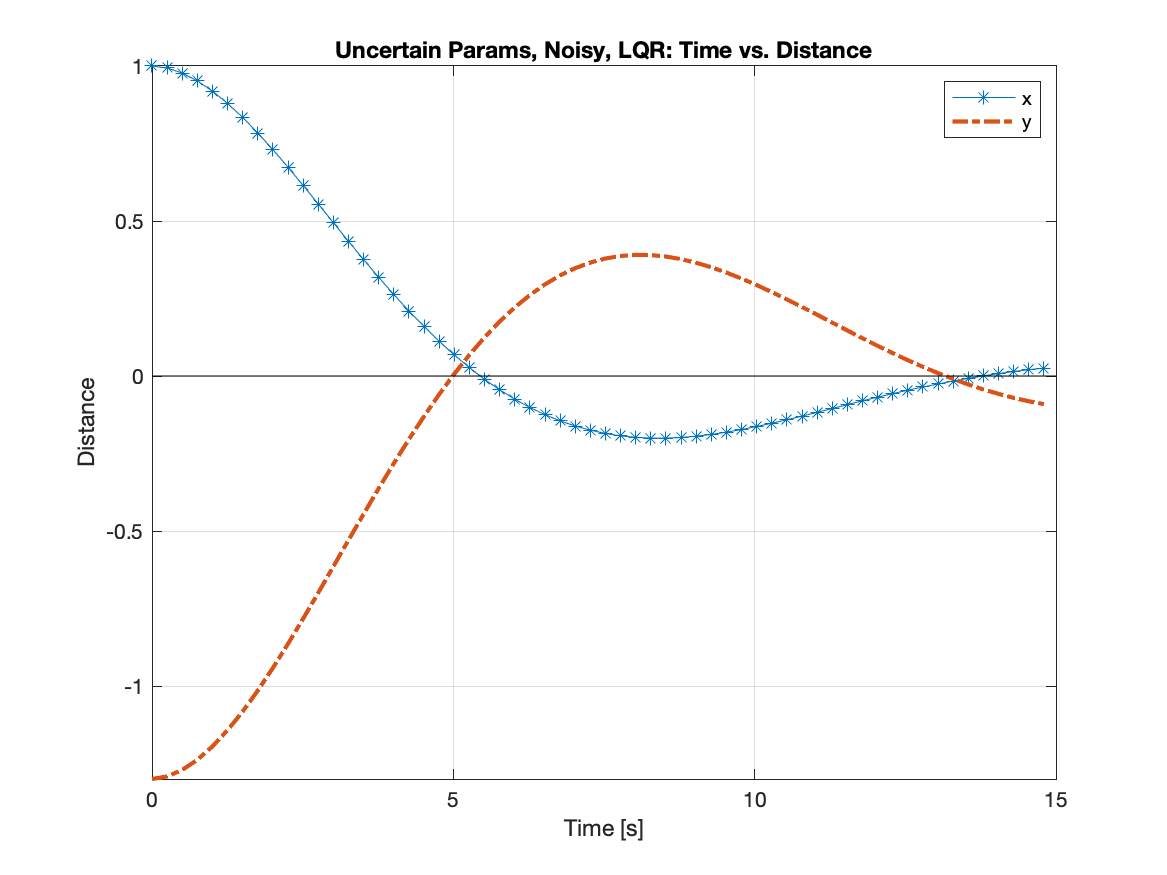 Uncertain Params, Noisy, LQR: Time vs. Distance
x
y
1
0.5
0
-0.5
-1
Distance
0 5 10 15
Time [s]